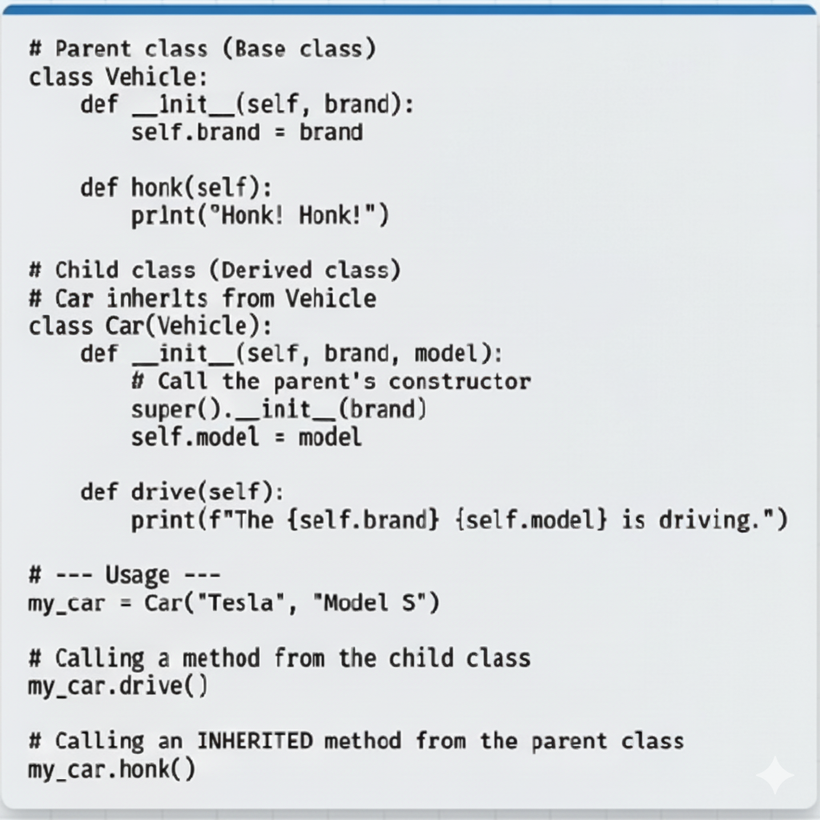 # Parent class (Base class)
class Vehicle:
    def __lnit__(self, brand):
        self.brand = brand

    def honk(self):
        prlnt("Honk! Honk!")

# Child class (Derived class)
# Car inherlts from Vehicle
class Car(Vehicle):
    def __init__(self, brand, model):
        # Call the parent's constructor
        super().__init__(brand)
        self.model = model

    def drive(self):
        print(f"The {self.brand} {self.model} is driving.")

# --- Usage ---
my_car = Car("Tesla", "Model S")

# Calling a method from the child class
my_car.drive()

# Calling an INHERITED method from the parent class
my_car.honk()